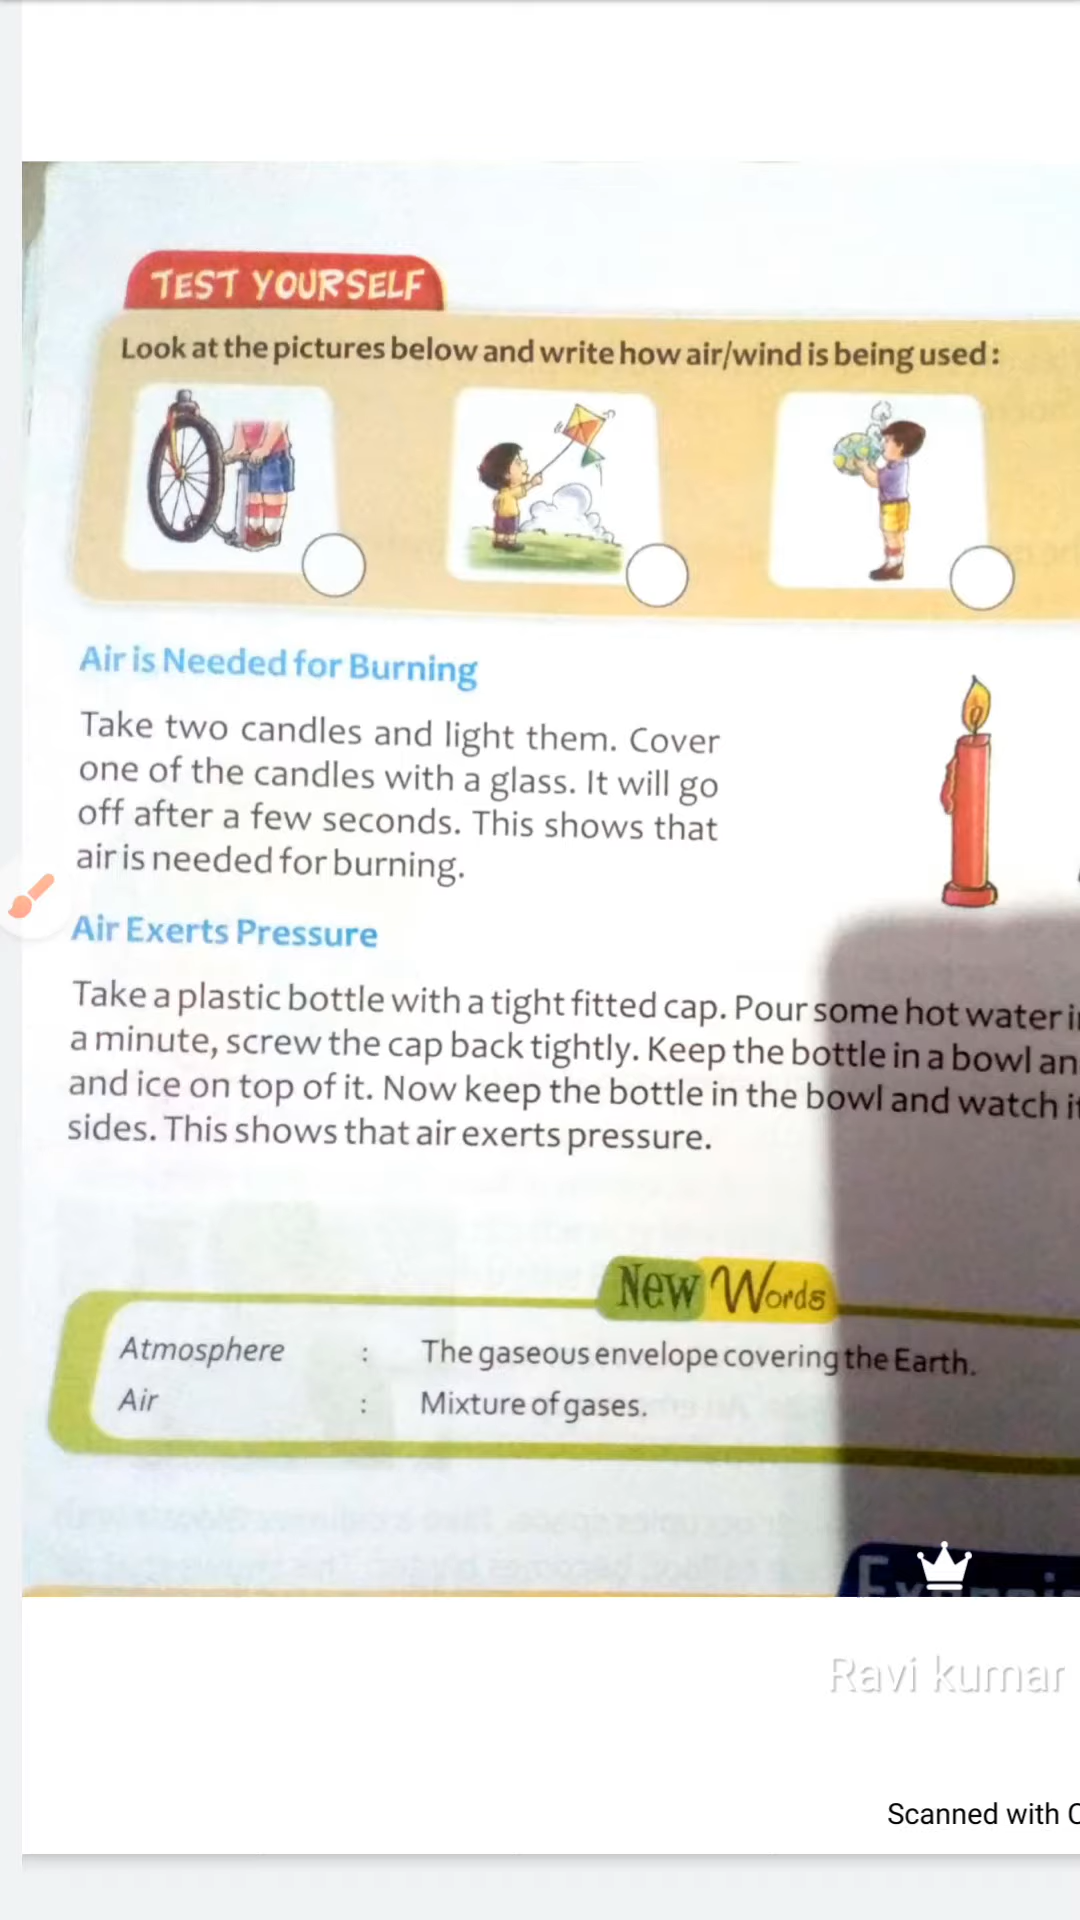 TEST YOURSELF
Look at the pictures below and write how air/wind is being used:
Air is Needed for Burning
Take two candles and light them. Cover
one of the candles with a glass. It will go
off after a few seconds. This shows that
air is needed for burning.
Air Exerts Pressure
Take a plastic bottle with a tight fitted cap. Pour some hot water
a minute, screw the cap back tightly. Keep the bottle in a bowl
and ice on top of it. Now keep the bottle in the bowl and watch
sides. This shows that air exerts pressure.
New Words
Atmosphere : The gaseous envelope covering the Earth.
Air : Mixture of gases.
Ravi kumar
Scanned with